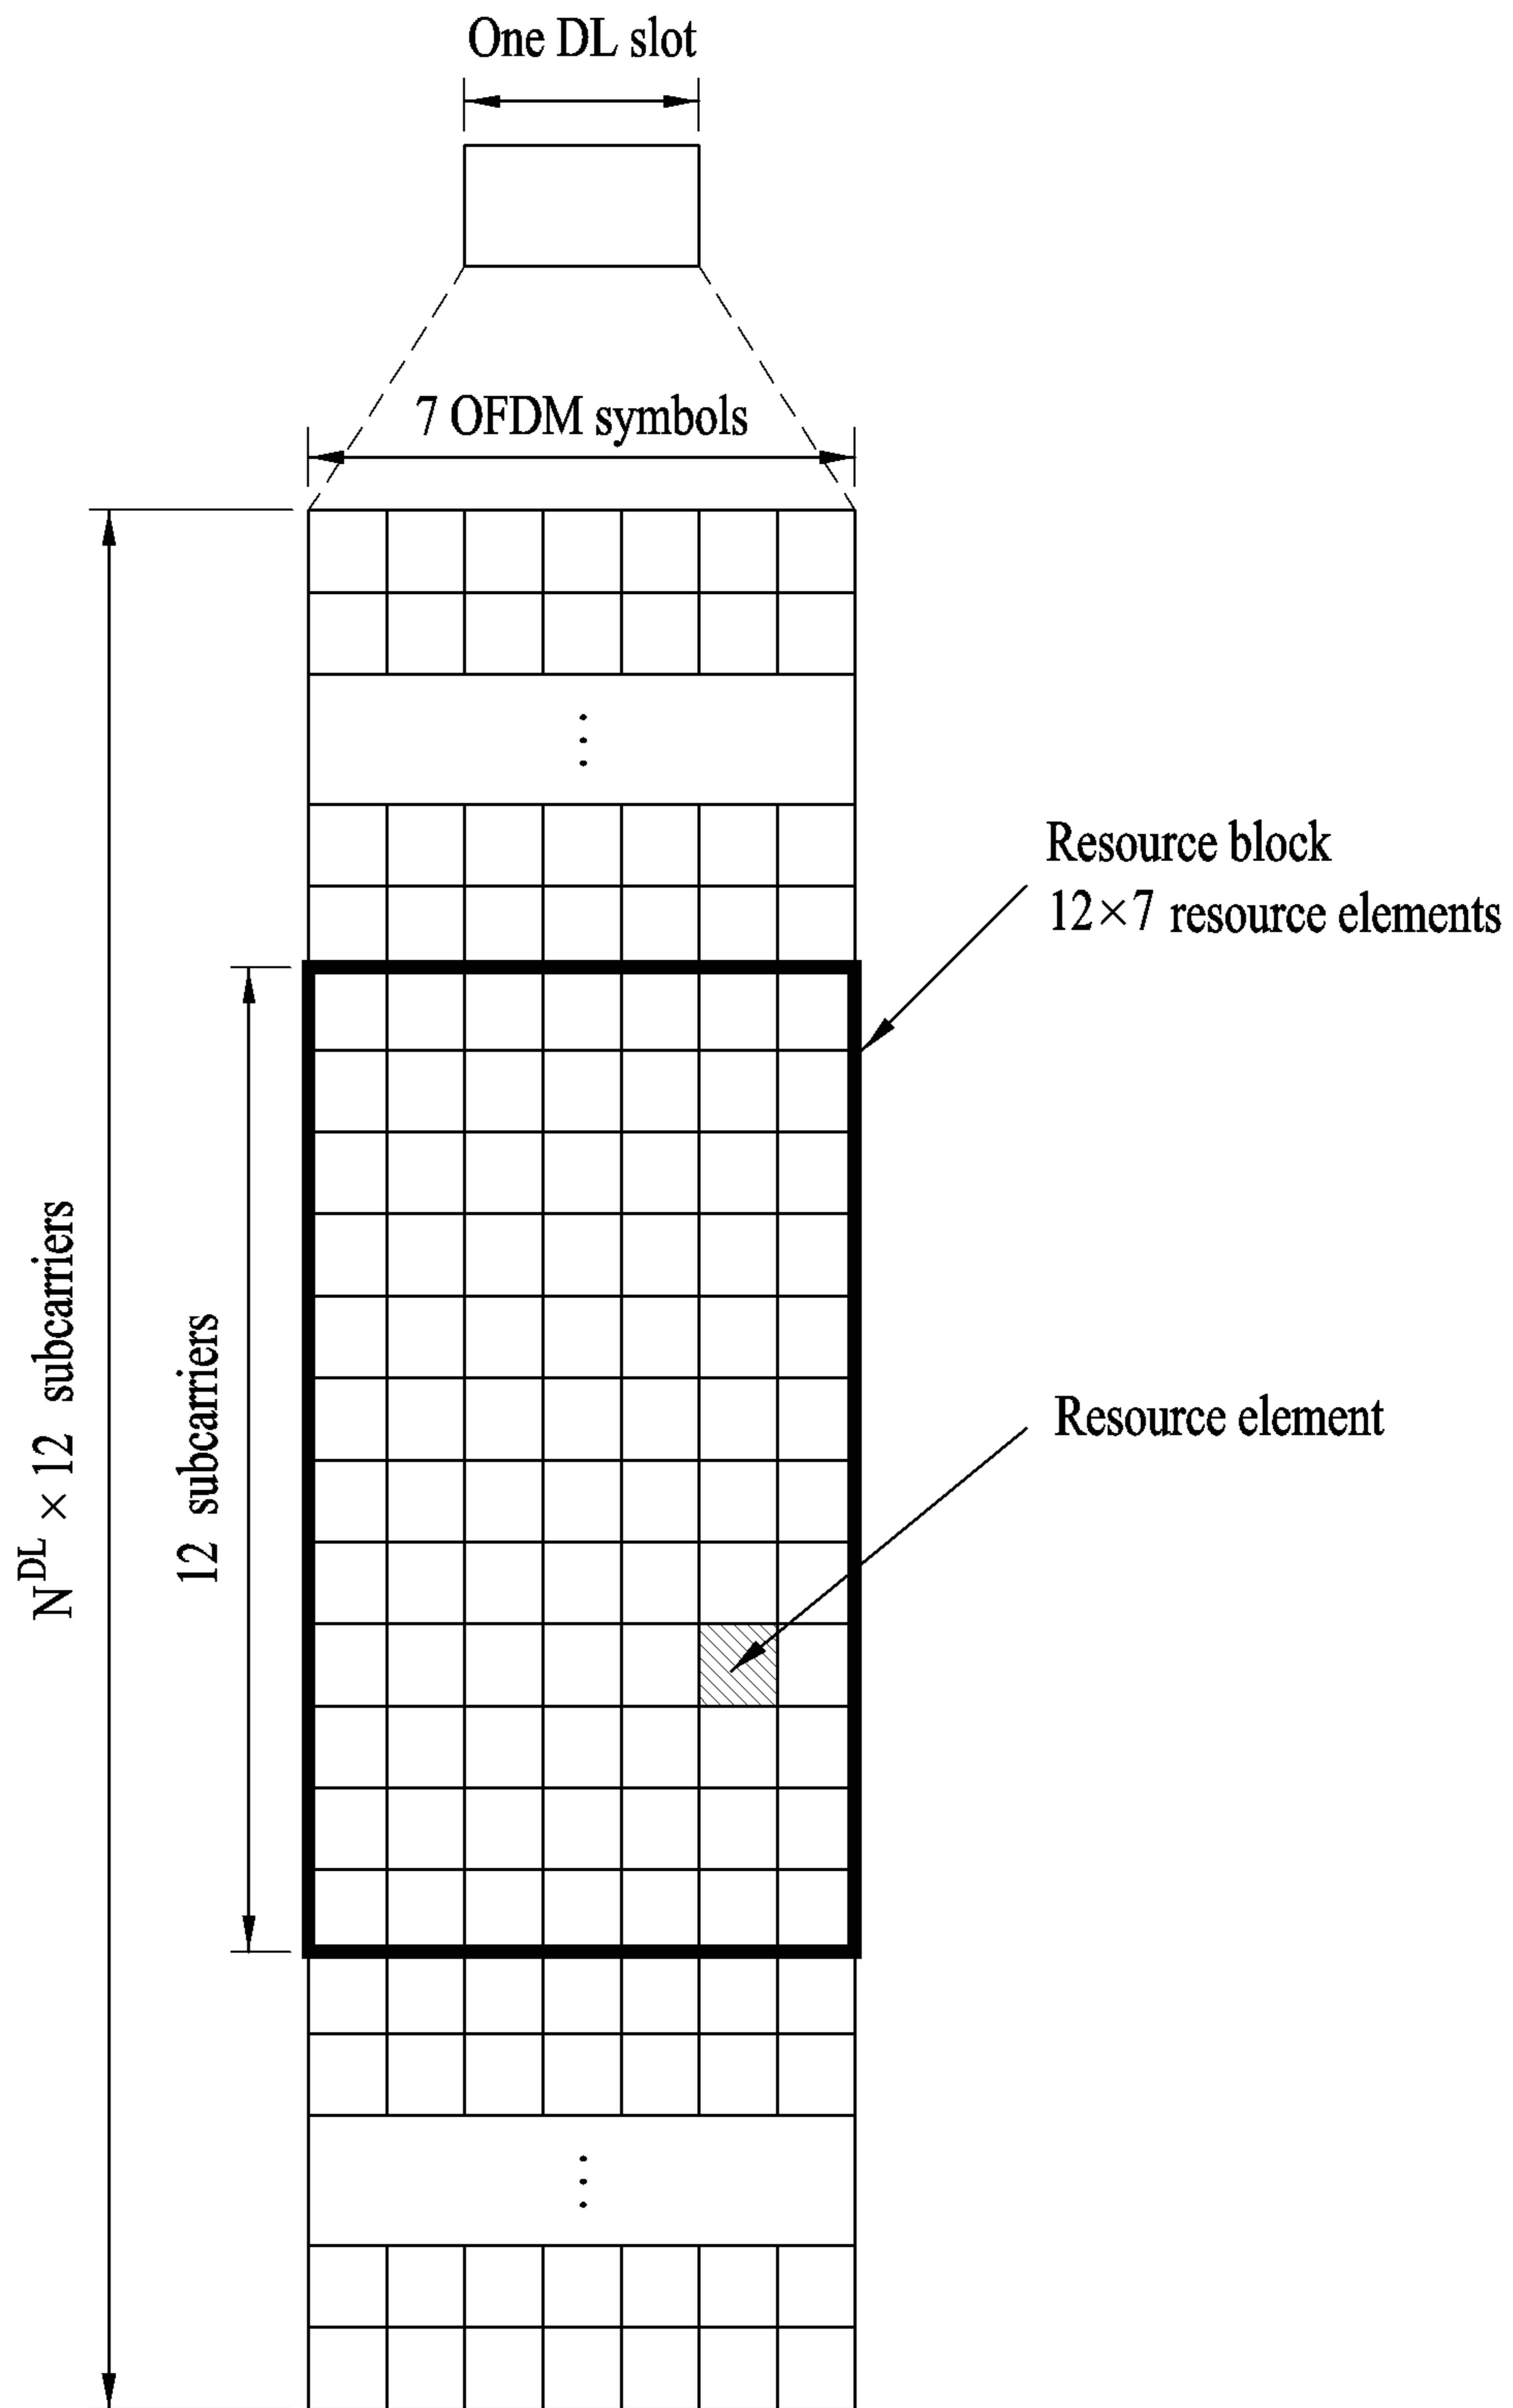 One DL slot
7 OFDM symbols
Resource block
12×7 resource elements
N^DL × 12 subcarriers
12 subcarriers
Resource element